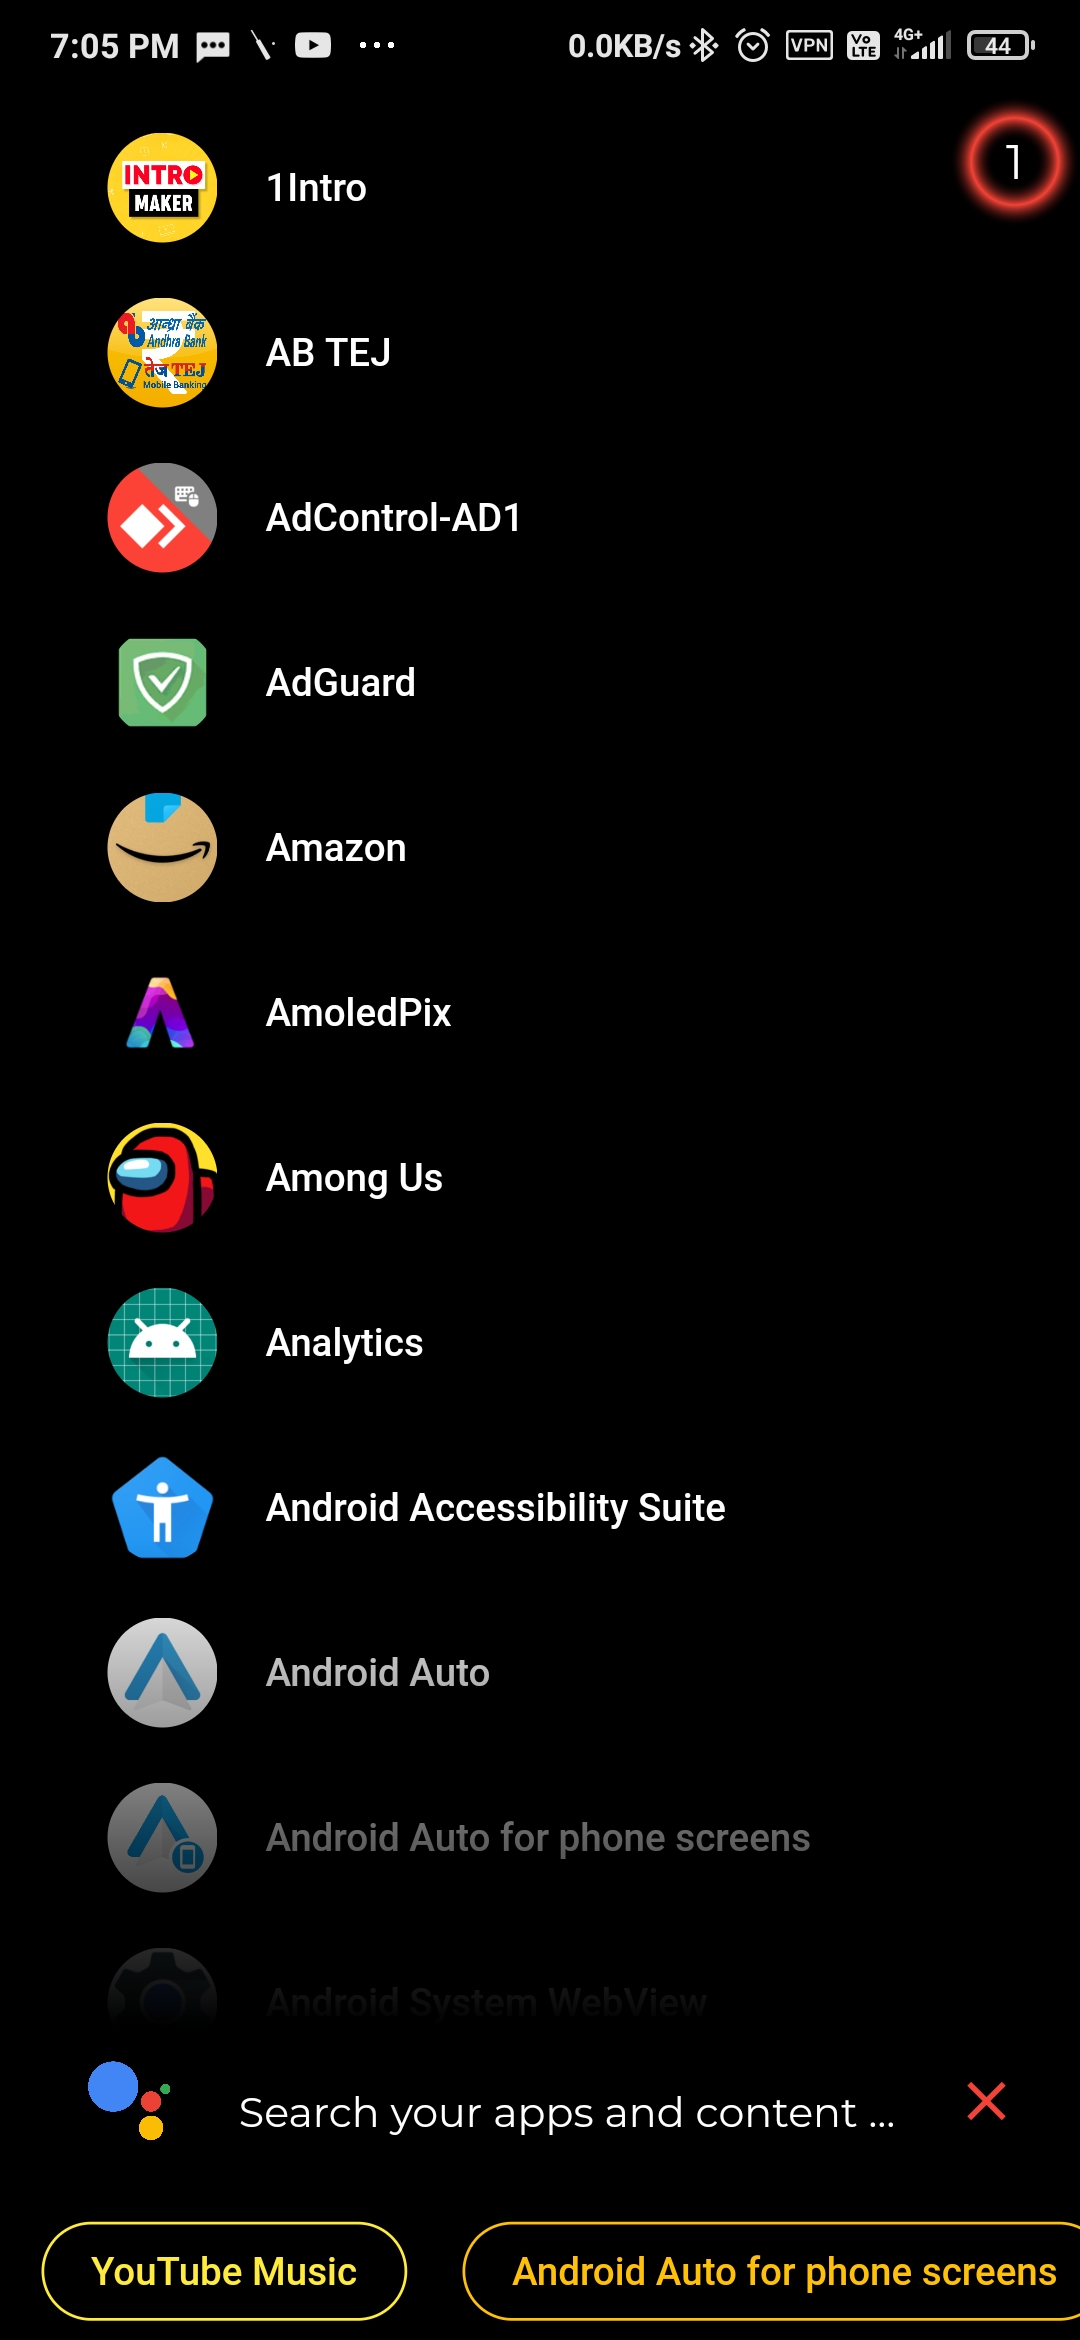 7:05 PM 0.0KB/s VPN Vo LTE 4G+ 44
1
INTRO
MAKER
1Intro
आन्ध्रा बैंक
Andhra Bank
तेज TEJ
Mobile Banking
AB TEJ
AdControl-AD1
AdGuard
Amazon
AmoledPix
Among Us
Analytics
Android Accessibility Suite
Android Auto
Android Auto for phone screens
Android System WebView
Search your apps and content ...
YouTube Music Android Auto for phone screens